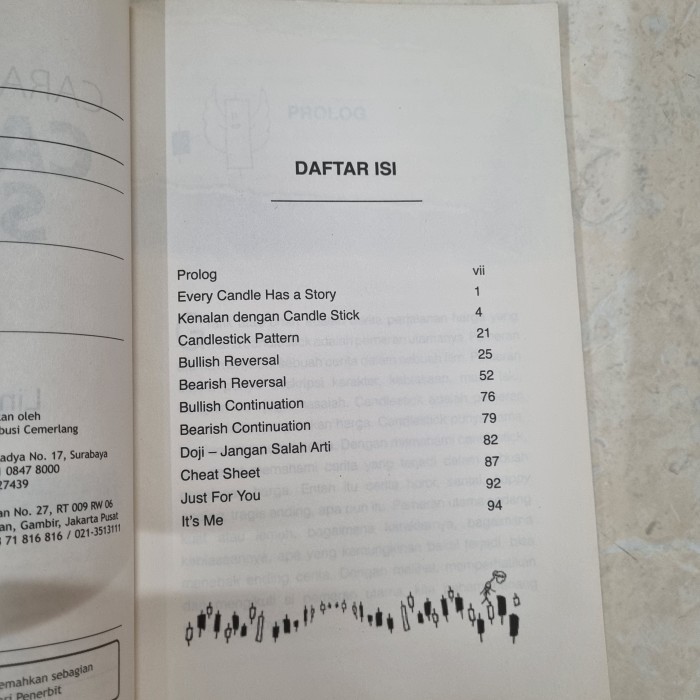 an oleh
busi Cemerlang
adya No. 17, Surabaya
0847 8000
27439
an No. 27, RT 009 RW 06
an, Gambir, Jakarta Pusat
71 816 816 / 021-3513111
emahkan sebagian
ri Penerbit
DAFTAR ISI
Prolog vii
Every Candle Has a Story 1
Kenalan dengan Candle Stick 4
Candlestick Pattern 21
Bullish Reversal 25
Bearish Reversal 52
Bullish Continuation 76
Bearish Continuation 79
Doji – Jangan Salah Arti 82
Cheat Sheet 87
Just For You 92
It's Me 94